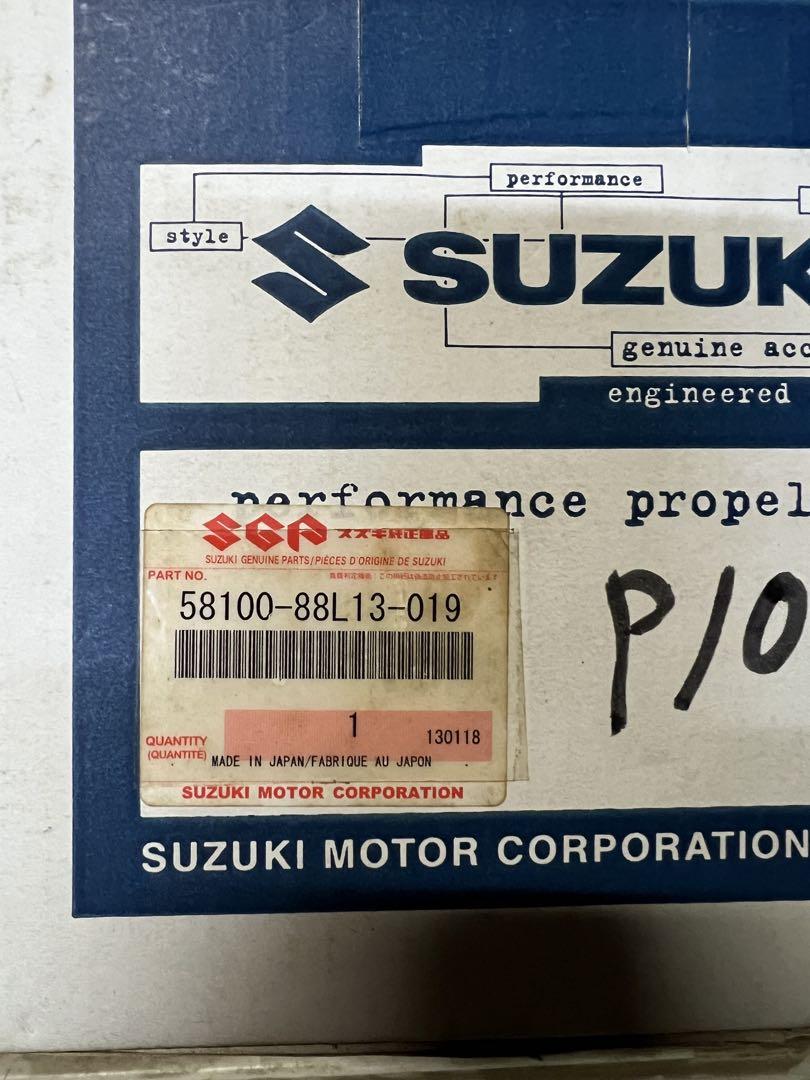 performance
style
SUZUK
genuine acc
engineered
performance propel
SGP スズキ純正部品
SUZUKI GENUINE PARTS/PIÈCES D'ORIGINE DE SUZUKI
PART NO.
58100-88L13-019
P/0
1
130118
QUANTITY
(QUANTITÉ)
MADE IN JAPAN/FABRIQUE AU JAPON
SUZUKI MOTOR CORPORATION
SUZUKI MOTOR CORPORATION